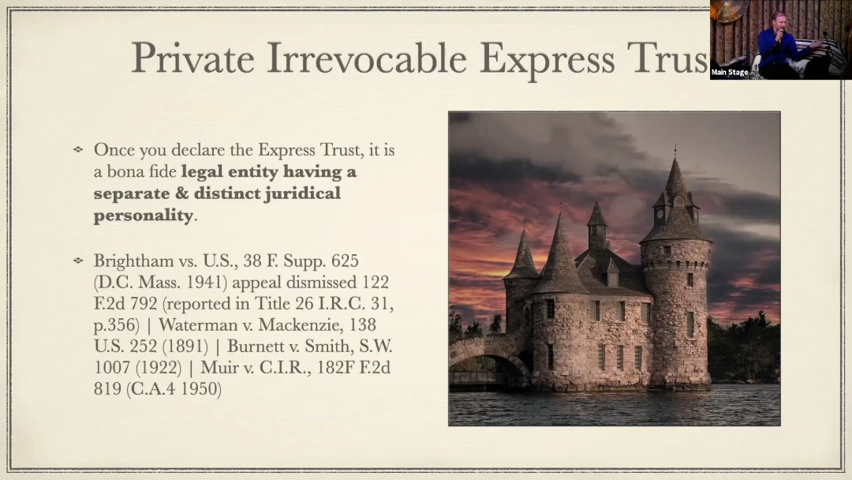 Private Irrevocable Express Trus
Main Stage
Once you declare the Express Trust, it is
a bona fide legal entity having a
separate & distinct juridical
personality.
Brightham vs. U.S., 38 F. Supp. 625
(D.C. Mass. 1941) appeal dismissed 122
F.2d 792 (reported in Title 26 I.R.C. 31,
p.356) | Waterman v. Mackenzie, 138
U.S. 252 (1891) | Burnett v. Smith, S.W.
1007 (1922) | Muir v. C.I.R., 182F F.2d
819 (C.A.4 1950)